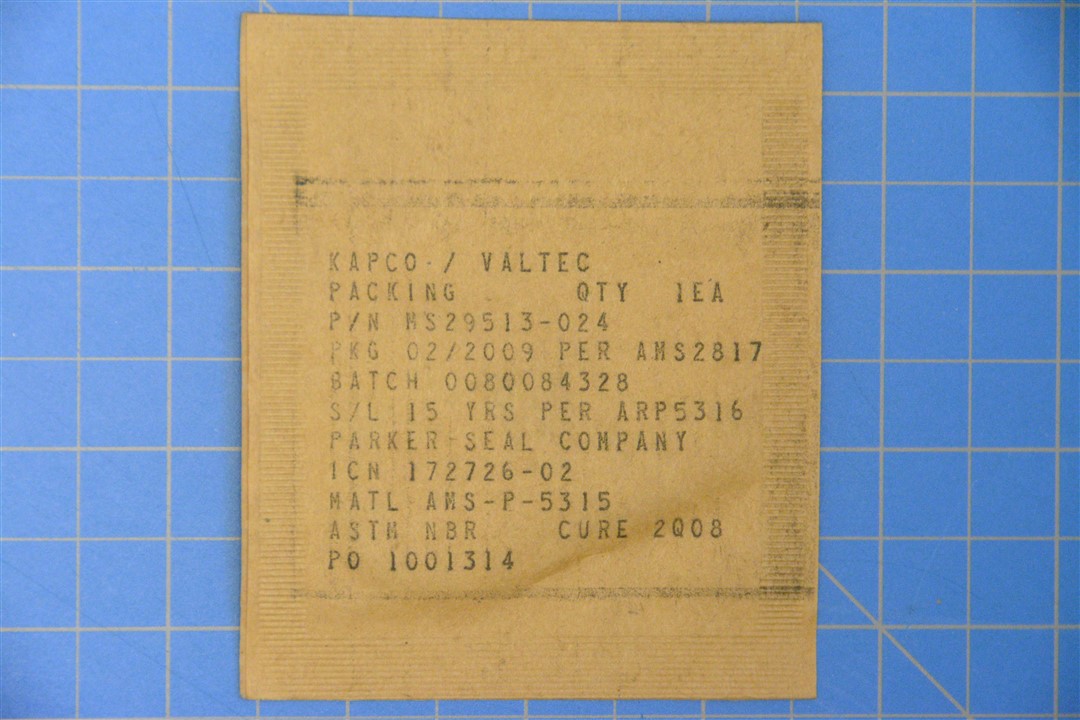 KAPCO / VALTEC
PACKING QTY 1EA
P/N MS29513-024
PKG 02/2009 PER AMS2817
BATCH 0080084328
S/L 15 YRS PER ARP5316
PARKER SEAL COMPANY
ICN 172726-02
MATL AMS-P-5315
ASTM NBR CURE 2Q08
PO 1001314